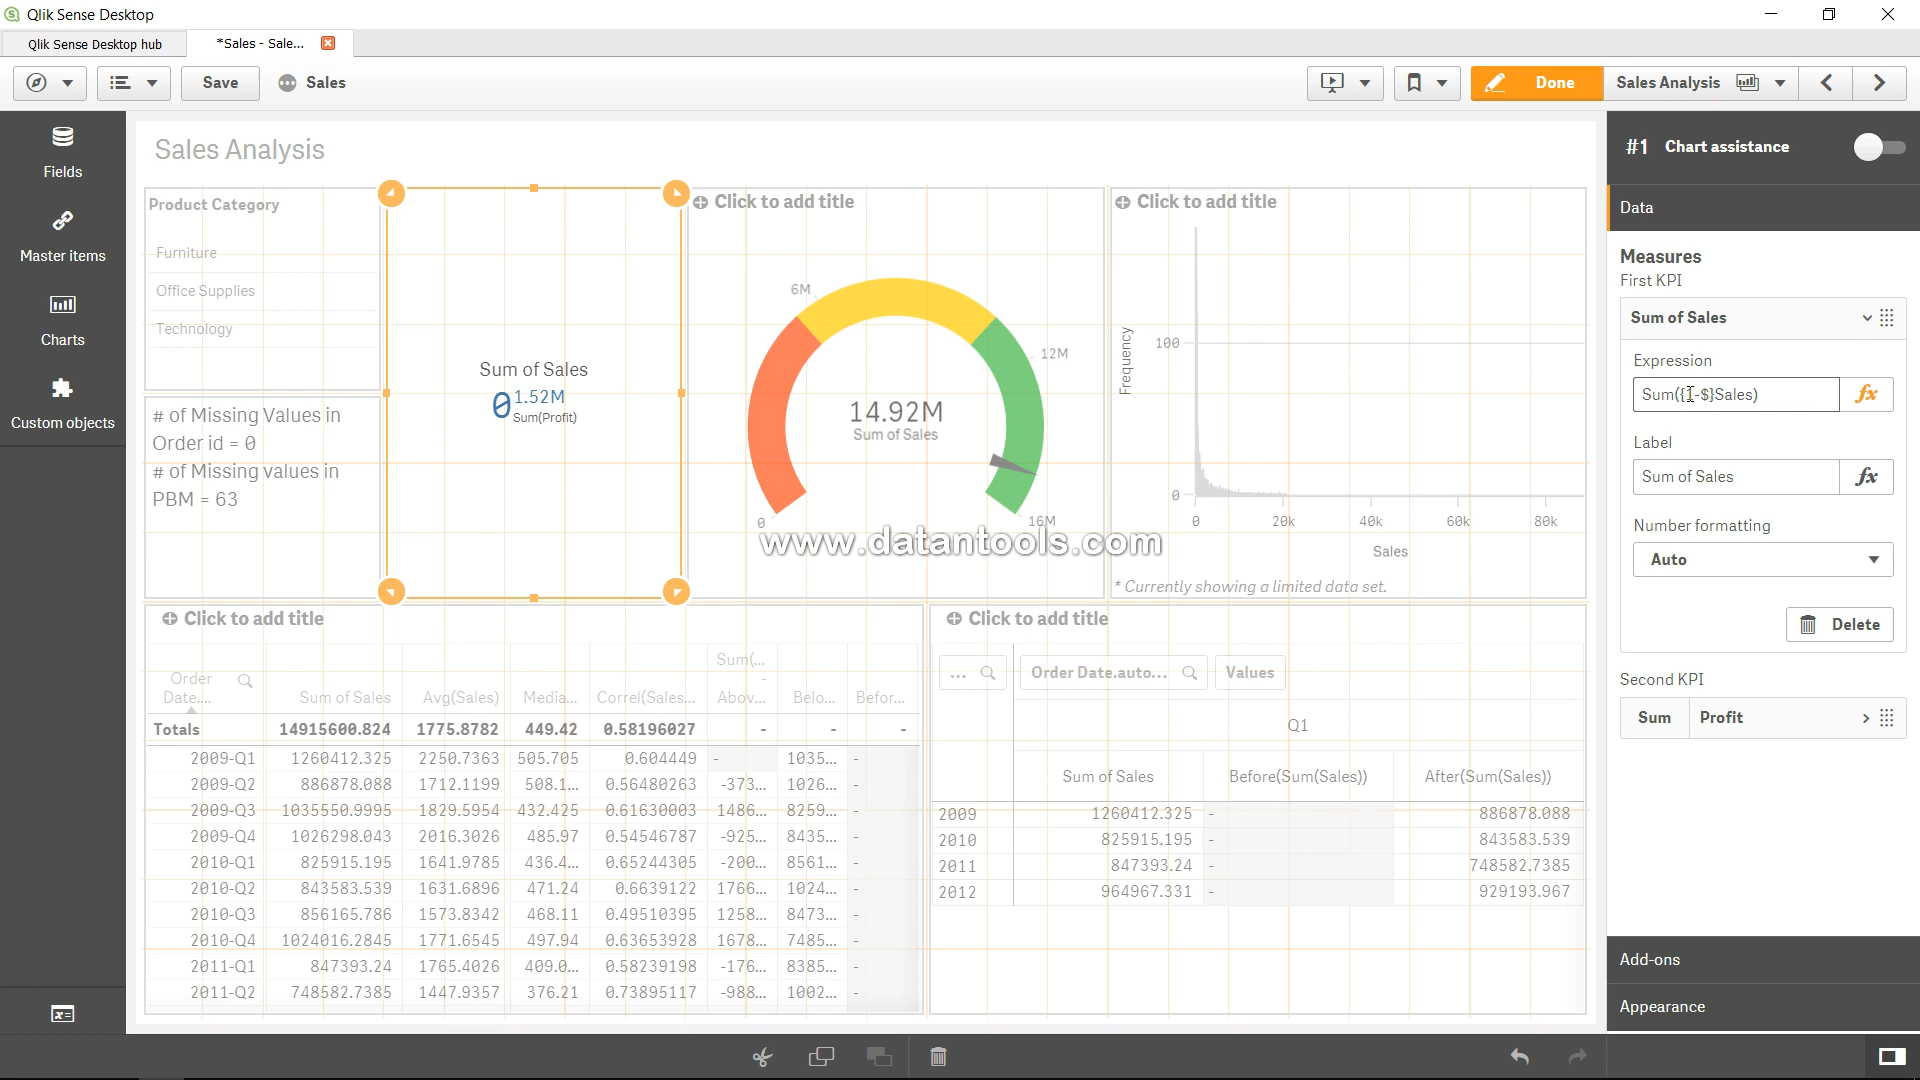 Qlik Sense Desktop
Qlik Sense Desktop hub
*Sales - Sale...
Save
Sales
Done
Sales Analysis
Fields
Master items
Charts
Custom objects
Sales Analysis
Product Category
Furniture
Office Supplies
Technology
# of Missing Values in
Order id = 0
# of Missing values in
PBM = 63
Sum of Sales
0 1.52M
Sum(Profit)
Click to add title
6M
12M
14.92M
Sum of Sales
0
16M
www.datantools.com
Click to add title
Frequency
100
0
0 20k 40k 60k 80k
Sales
* Currently showing a limited data set.
Click to add title
Order
Date....
Sum of Sales
Avg(Sales)
Media...
Correl(Sales...
Sum(...
-
Abov...
Belo...
Befor...
Totals 14915600.824 1775.8782 449.42 0.58196027 - - -
2009-Q1 1260412.325 2250.7363 505.705 0.604449 - 1035... -
2009-Q2 886878.088 1712.1199 508.1... 0.56480263 -373... 1026... -
2009-Q3 1035550.9995 1829.5954 432.425 0.61630003 1486... 8259... -
2009-Q4 1026298.043 2016.3026 485.97 0.54546787 -925... 8435... -
2010-Q1 825915.195 1641.9785 436.4... 0.65244305 -200... 8561... -
2010-Q2 843583.539 1631.6896 471.24 0.6639122 1766... 1024... -
2010-Q3 856165.786 1573.8342 468.11 0.49510395 1258... 8473... -
2010-Q4 1024016.2845 1771.6545 497.94 0.63653928 1678... 7485... -
2011-Q1 847393.24 1765.4026 409.0... 0.58239198 -176... 8385... -
2011-Q2 748582.7385 1447.9357 376.21 0.73895117 -988... 1002... -
Click to add title
...
Order Date.auto...
Values
Q1
Sum of Sales Before(Sum(Sales)) After(Sum(Sales))
2009 1260412.325 - 886878.088
2010 825915.195 - 843583.539
2011 847393.24 - 748582.7385
2012 964967.331 - 929193.967
#1 Chart assistance
Data
Measures
First KPI
Sum of Sales
Expression
Sum({1-$}Sales)
fx
Label
Sum of Sales
fx
Number formatting
Auto
Delete
Second KPI
Sum Profit
Add-ons
Appearance